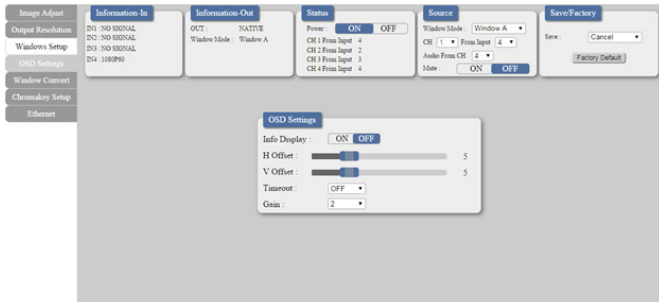 Image Adjust
Output Resolution
Windows Setup
OSD Settings
Window Convert
Chromakey Setup
Ethernet
Information-In
IN1 : NO SIGNAL
IN2 : NO SIGNAL
IN3 : NO SIGNAL
IN4 : 1080P60
Information-Out
OUT : NATIVE
Window Mode : Window A
Status
Power : ON OFF
CH 1 From Input 4
CH 2 From Input 2
CH 3 From Input 3
CH 4 From Input 4
Source
Window Mode : Window A
CH 1 From Input 4
Audio From CH 4
Mute : ON OFF
Save/Factory
Save : Cancel
Factory Default
OSD Settings
Info Display : ON OFF
H Offset : 5
V Offset : 5
Timeout : OFF
Gain : 2